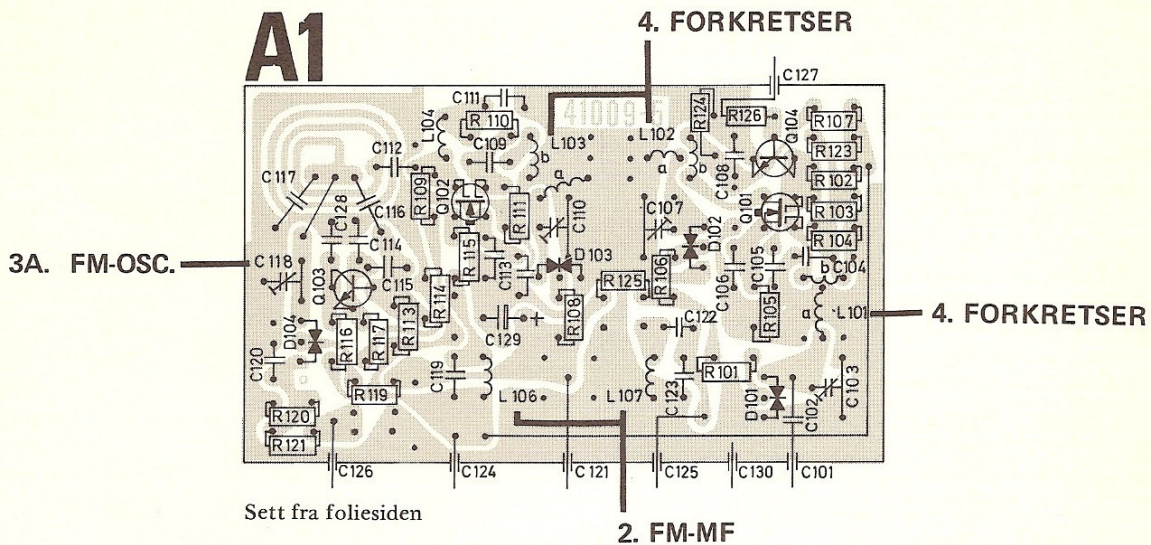 A1
4. FORKRETSER
C127
C111
L104
R 110
41009-5
L103
L102
R124
R126
Q104
R107
C112
C109
b
a
a
b
C108
R123
R102
C117
R109
Q102
R111
C110
C107
D102
Q101
R103
C128
C116
R104
3A. FM-OSC.
C118
C114
R115
C113
D103
R106
C106
C105
b
C104
Q103
C115
R114
R125
R105
a
L101
4. FORKRETSER
D104
R116
R117
R113
C129
+
R108
C122
C120
C119
R101
R119
L106
L107
C123
D101
C102
C103
R120
R121
C126
C124
C121
C125
C130
C101
Sett fra foliesiden
2. FM-MF